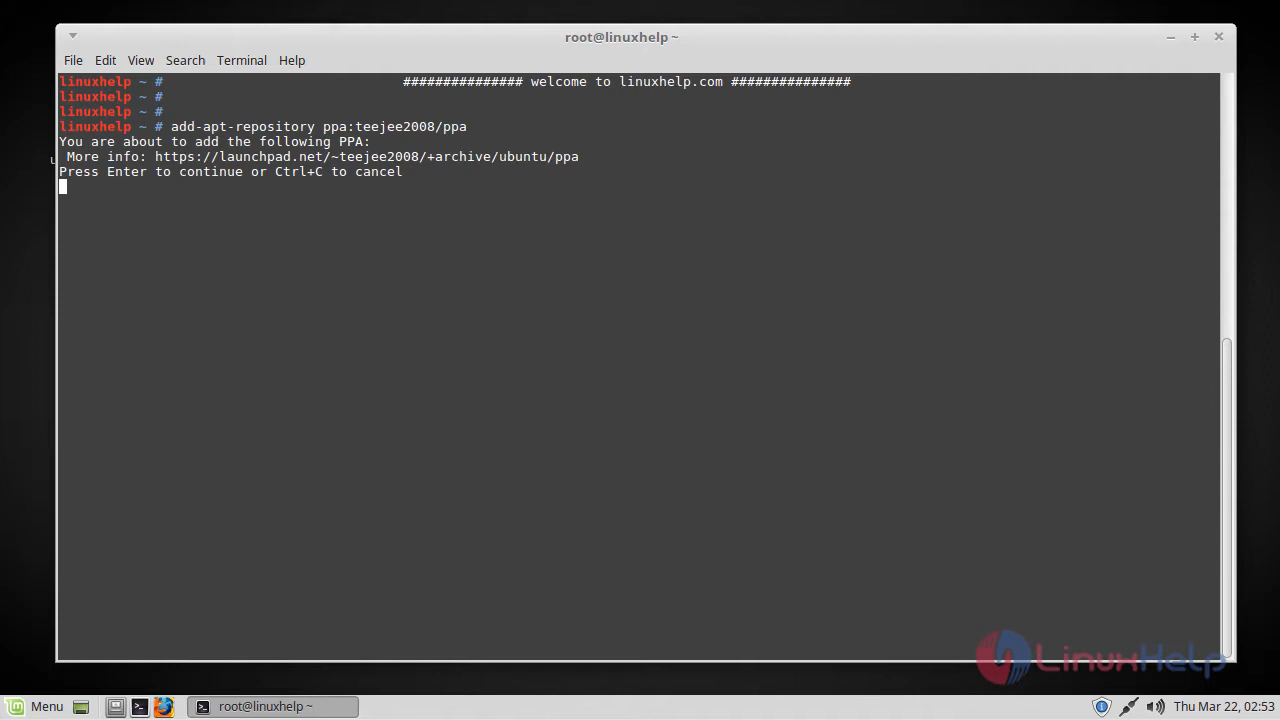 root@linuxhelp ~
File Edit View Search Terminal Help
linuxhelp ~ # ############### welcome to linuxhelp.com ###############
linuxhelp ~ #
linuxhelp ~ #
linuxhelp ~ # add-apt-repository ppa:teejee2008/ppa
You are about to add the following PPA:
More info: https://launchpad.net/~teejee2008/+archive/ubuntu/ppa
Press Enter to continue or Ctrl+C to cancel
LinuxHelp
Menu root@linuxhelp ~ Thu Mar 22, 02:53